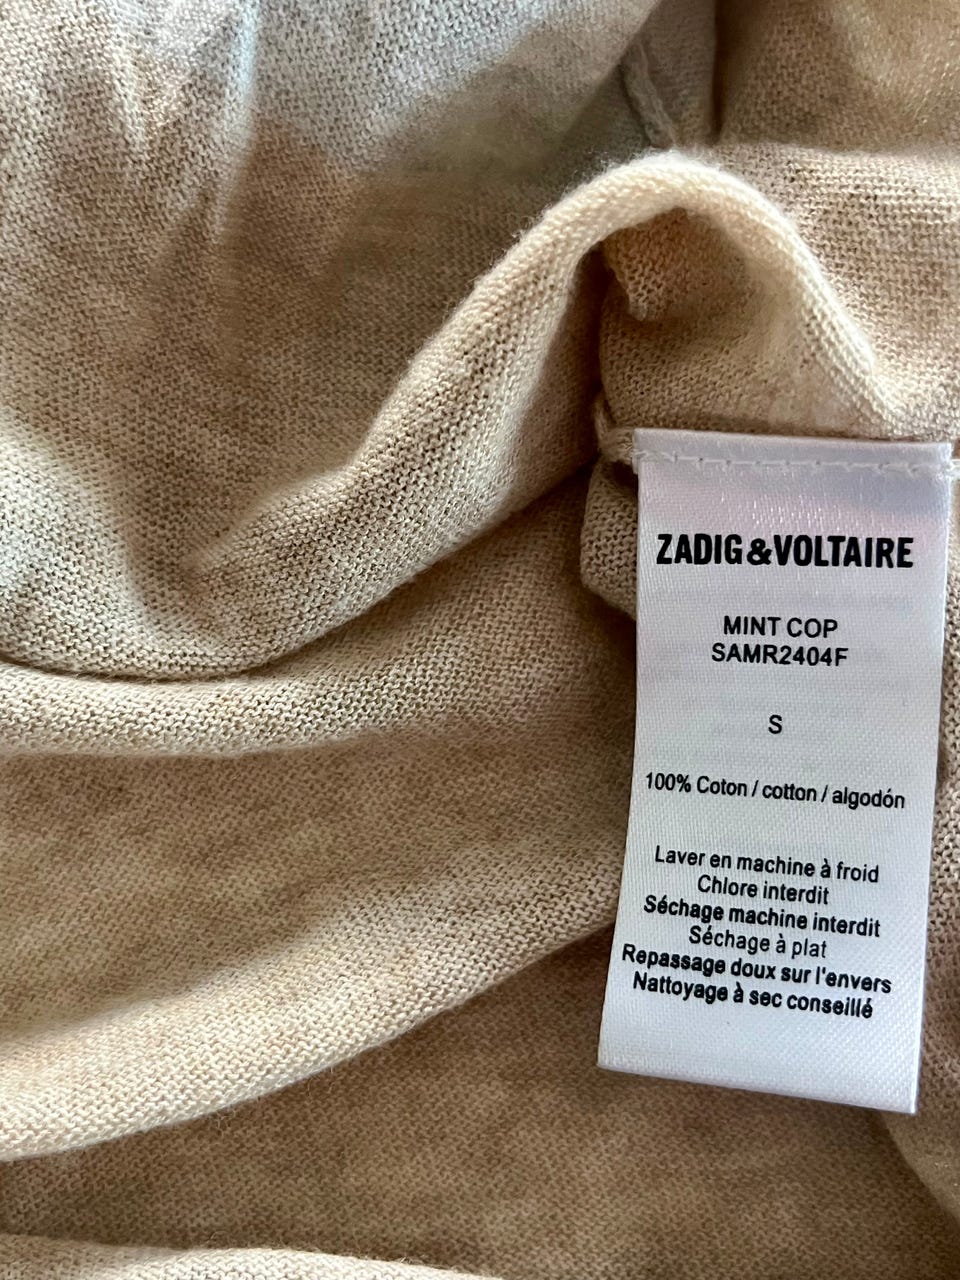 ZADIG&VOLTAIRE
MINT COP
SAMR2404F
S
100% Coton / cotton / algodón
Laver en machine à froid
Chlore interdit
Séchage machine interdit
Séchage à plat
Repassage doux sur l'envers
Nattoyage à sec conseillé